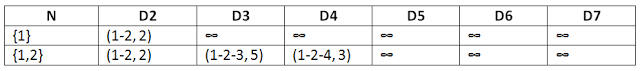 N D2 D3 D4 D5 D6 D7
{1} (1-2, 2) ∞ ∞ ∞ ∞ ∞
{1,2} (1-2, 2) (1-2-3, 5) (1-2-4, 3) ∞ ∞ ∞